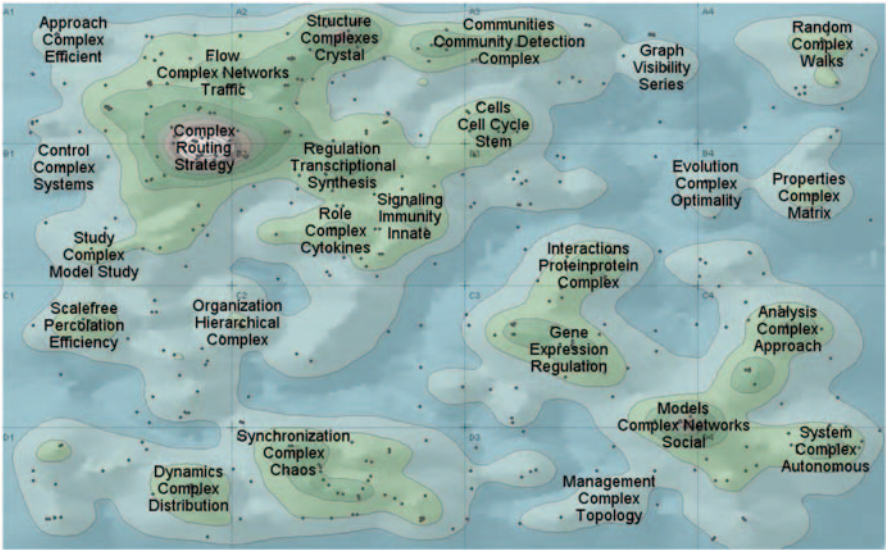 A1
A2
A3
A4
Approach
Complex
Efficient
Flow
Complex Networks
Traffic
Structure
Complexes
Crystal
Communities
Community Detection
Complex
Graph
Visibility
Series
Random
Complex
Walks
Complex
Routing
Strategy
Cells
Cell Cycle
Stem
B1
B3
B4
Control
Complex
Systems
Regulation
Transcriptional
Synthesis
Evolution
Complex
Optimality
Properties
Complex
Matrix
Signaling
Immunity
Innate
Role
Complex
Cytokines
Study
Complex
Model Study
Interactions
Proteinprotein
Complex
C1
C2
C3
C4
Scalefree
Percolation
Efficiency
Organization
Hierarchical
Complex
Gene
Expression
Regulation
Analysis
Complex
Approach
Models
Complex Networks
Social
D1
D3
Synchronization
Complex
Chaos
System
Complex
Autonomous
Dynamics
Complex
Distribution
Management
Complex
Topology